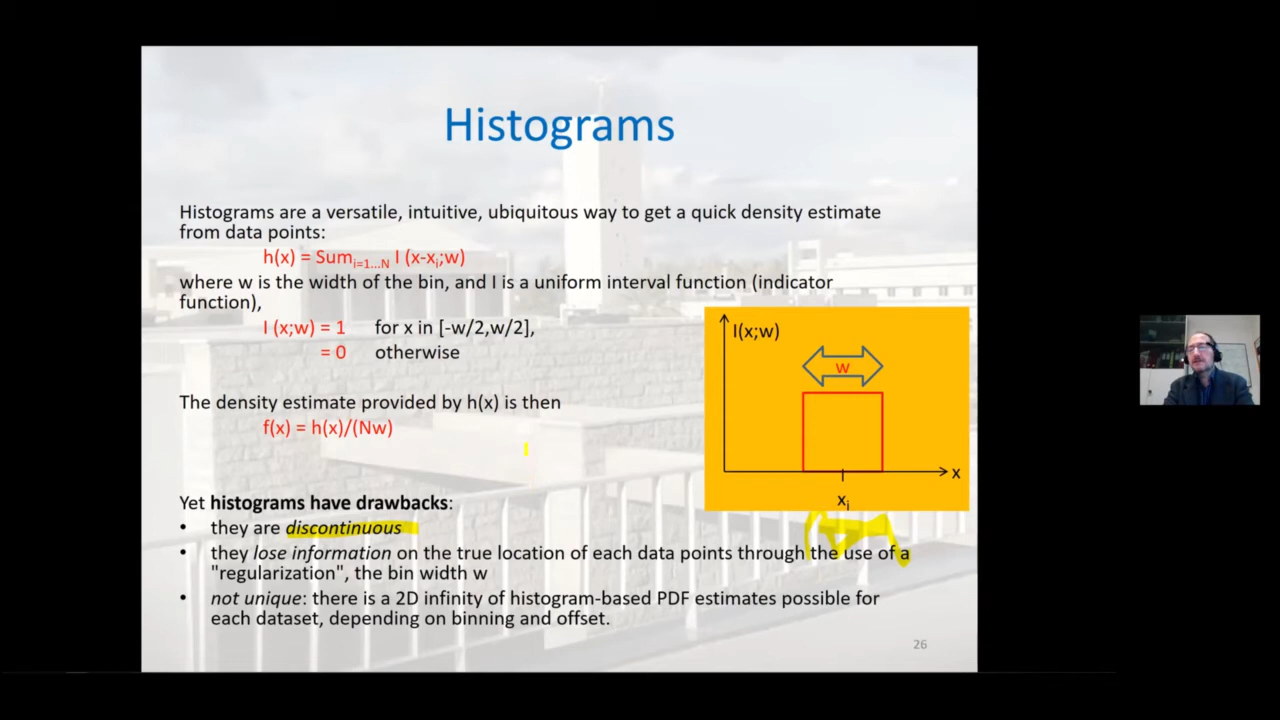 Histograms
Histograms are a versatile, intuitive, ubiquitous way to get a quick density estimate
from data points:
h(x) = Sum_{i=1...N} I (x-x_i;w)
where w is the width of the bin, and I is a uniform interval function (indicator
function),
I (x;w) = 1 for x in [-w/2,w/2],
= 0 otherwise
The density estimate provided by h(x) is then
f(x) = h(x)/(Nw)
I(x;w)
w
x
x_i
Yet histograms have drawbacks:
• they are discontinuous
• they lose information on the true location of each data points through the use of a
"regularization", the bin width w
• not unique: there is a 2D infinity of histogram-based PDF estimates possible for
each dataset, depending on binning and offset.
26